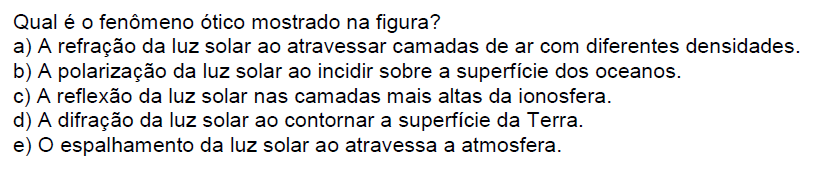 Qual é o fenômeno ótico mostrado na figura?
a) A refração da luz solar ao atravessar camadas de ar com diferentes densidades.
b) A polarização da luz solar ao incidir sobre a superfície dos oceanos.
c) A reflexão da luz solar nas camadas mais altas da ionosfera.
d) A difração da luz solar ao contornar a superfície da Terra.
e) O espalhamento da luz solar ao atravessa a atmosfera.